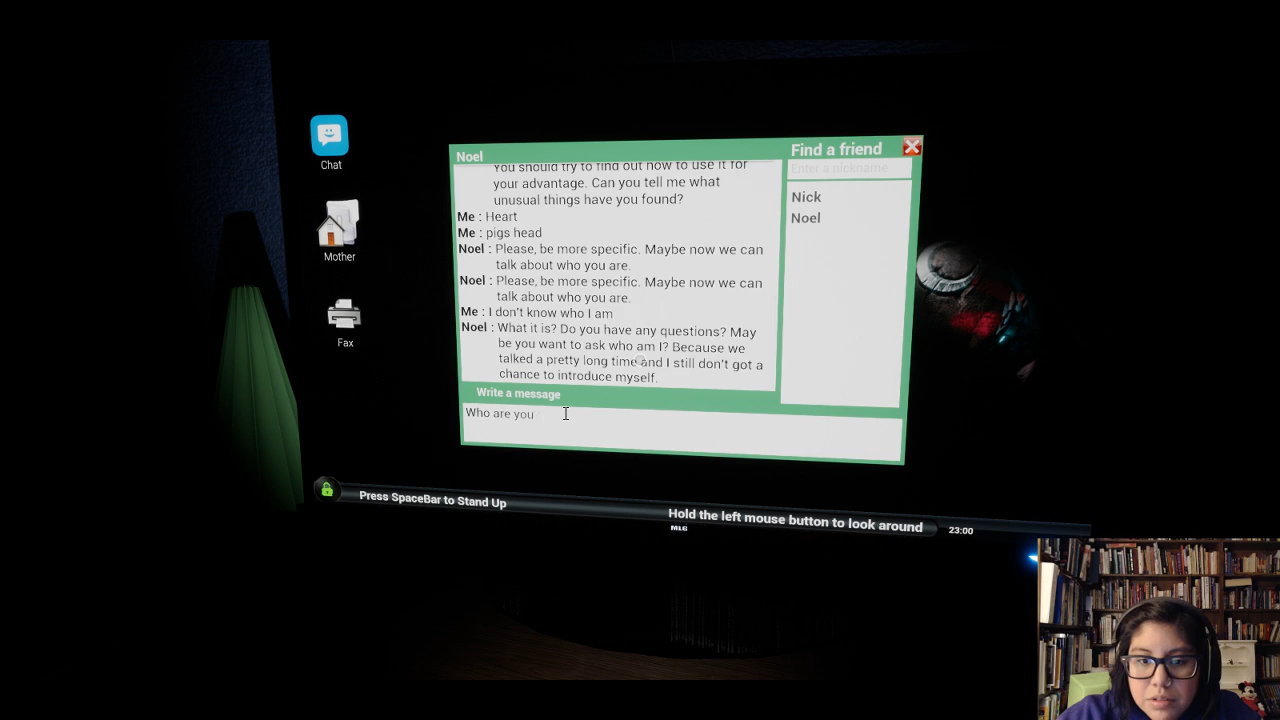 Noel
Find a friend
Enter a nickname
You should try to find out how to use it for
your advantage. Can you tell me what
unusual things have you found?
Me : Heart
Me : pigs head
Noel : Please, be more specific. Maybe now we can
talk about who you are.
Noel : Please, be more specific. Maybe now we can
talk about who you are.
Me : I don't know who I am
Noel : What it is? Do you have any questions? May
be you want to ask who am I? Because we
talked a pretty long time and I still don't got a
chance to introduce myself.
Nick
Noel
Write a message
Who are you
Chat
Mother
Fax
Press SpaceBar to Stand Up
Hold the left mouse button to look around
23:00
MLG